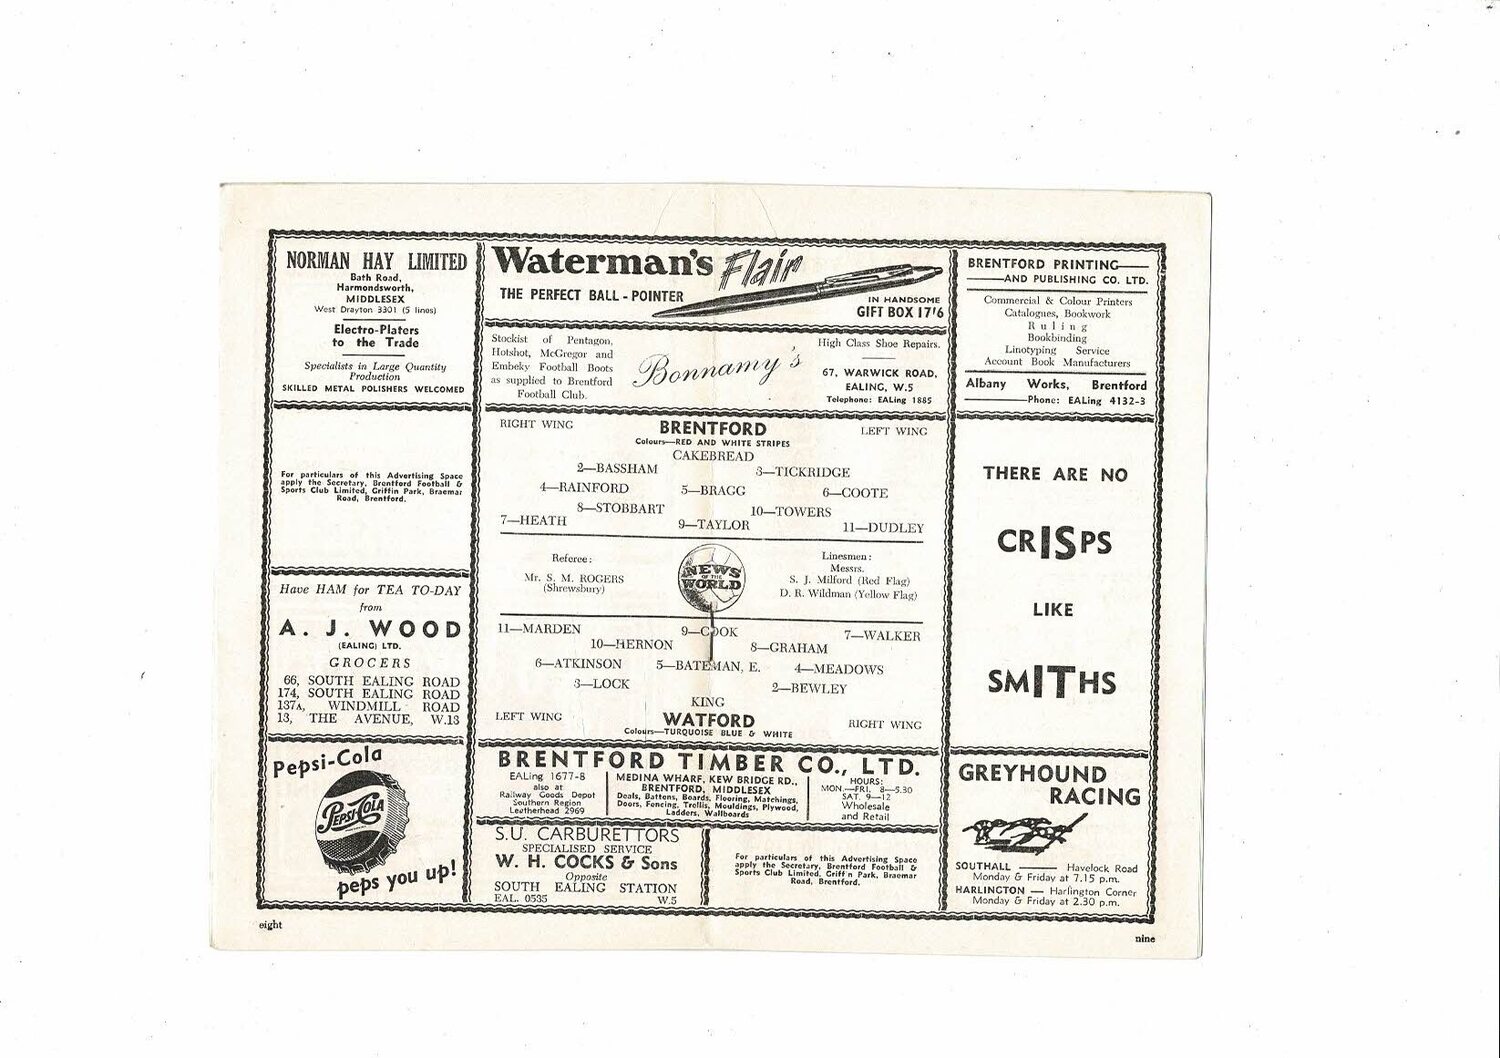 NORMAN HAY LIMITED
Bath Road,
Harmondsworth,
MIDDLESEX
West Drayton 3301 (5 lines)
Electro-Platers
to the Trade
Specialists in Large Quantity
Production
SKILLED METAL POLISHERS WELCOMED
For particulars of this Advertising Space
apply the Secretary, Brentford Football &
Sports Club Limited, Griffin Park, Braemar
Road, Brentford.
Have HAM for TEA TO-DAY
from
A. J. WOOD
(EALING) LTD.
GROCERS
66, SOUTH EALING ROAD
174, SOUTH EALING ROAD
137A, WINDMILL ROAD
13, THE AVENUE, W.13
Pepsi-Cola
PEPSI-COLA
peps you up!
Waterman's Flair
THE PERFECT BALL-POINTER
IN HANDSOME
GIFT BOX 17'6
Stockist of Pentagon,
Hotshot, McGregor and
Embeky Football Boots
as supplied to Brentford
Football Club.
Bonnamy's
High Class Shoe Repairs.
67, WARWICK ROAD,
EALING, W.5
Telephone: EALing 1885
RIGHT WING
BRENTFORD
LEFT WING
Colours—RED AND WHITE STRIPES
CAKEBREAD
2—BASSHAM 3—TICKRIDGE
4—RAINFORD 5—BRAGG 6—COOTE
8—STOBBART 10—TOWERS
7—HEATH 9—TAYLOR 11—DUDLEY
Referee:
Mr. S. M. ROGERS
(Shrewsbury)
NEWS
OF THE
WORLD
Linesmen:
Messrs.
S. J. Milford (Red Flag)
D. R. Wildman (Yellow Flag)
11—MARDEN 9—COOK 7—WALKER
10—HERNON 8—GRAHAM
6—ATKINSON 5—BATEMAN, E. 4—MEADOWS
3—LOCK 2—BEWLEY
KING
LEFT WING
WATFORD
RIGHT WING
Colours—TURQUOISE BLUE & WHITE
BRENTFORD TIMBER CO., LTD.
EALing 1677-8
also at
Railway Goods Depot
Southern Region
Leatherhead 2969
MEDINA WHARF, KEW BRIDGE RD.,
BRENTFORD, MIDDLESEX
Deals, Battens, Boards, Flooring, Matchings,
Doors, Fencing, Trellis, Mouldings, Plywood,
Ladders, Wallboards
HOURS:
MON.—FRI. 8—5.30
SAT. 9—12
Wholesale
and Retail
S.U. CARBURETTORS
SPECIALISED SERVICE
W. H. COCKS & Sons
Opposite
SOUTH EALING STATION
EAL. 0535 W.5
For particulars of this Advertising Space
apply the Secretary, Brentford Football &
Sports Club Limited, Griff n Park, Braemar
Road, Brentford.
BRENTFORD PRINTING—
—AND PUBLISHING CO. LTD.
Commercial & Colour Printers
Catalogues, Bookwork
Ruling
Bookbinding
Linotyping Service
Account Book Manufacturers
Albany Works, Brentford
—Phone: EALing 4132-3
THERE ARE NO
CRISPS
LIKE
SMITHS
GREYHOUND
RACING
SOUTHALL — Havelock Road
Monday & Friday at 7.15 p.m.
HARLINGTON — Harlington Corner
Monday & Friday at 2.30 p.m.
eight
nine